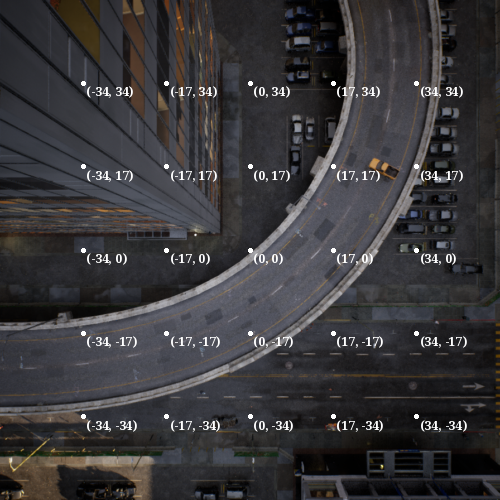 (-34, 34) (-17, 34) (0, 34) (17, 34) (34, 34)
(-34, 17) (-17, 17) (0, 17) (17, 17) (34, 17)
(-34, 0) (-17, 0) (0, 0) (17, 0) (34, 0)
(-34, -17) (-17, -17) (0, -17) (17, -17) (34, -17)
(-34, -34) (-17, -34) (0, -34) (17, -34) (34, -34)